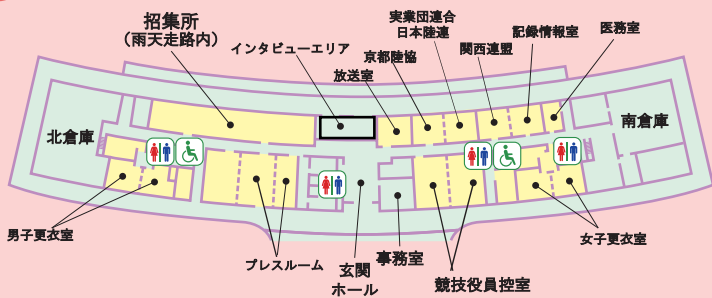 招集所
（雨天走路内）
インタビューエリア
放送室
京都陸協
実業団連合
日本陸連
関西連盟
記録情報室
医務室
北倉庫
南倉庫
男子更衣室
プレスルーム
玄関
ホール
事務室
競技役員控室
女子更衣室